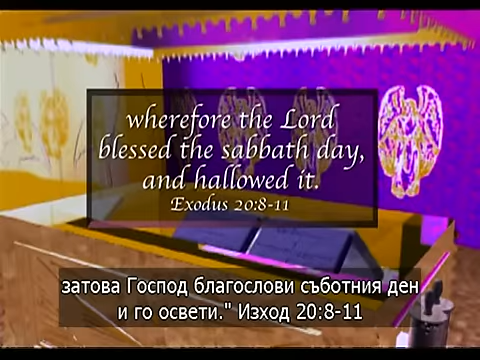 wherefore the Lord
blessed the sabbath day,
and hallowed it.
Exodus 20:8-11
затова Господ благослови съботния ден
и го освети." Изход 20:8-11